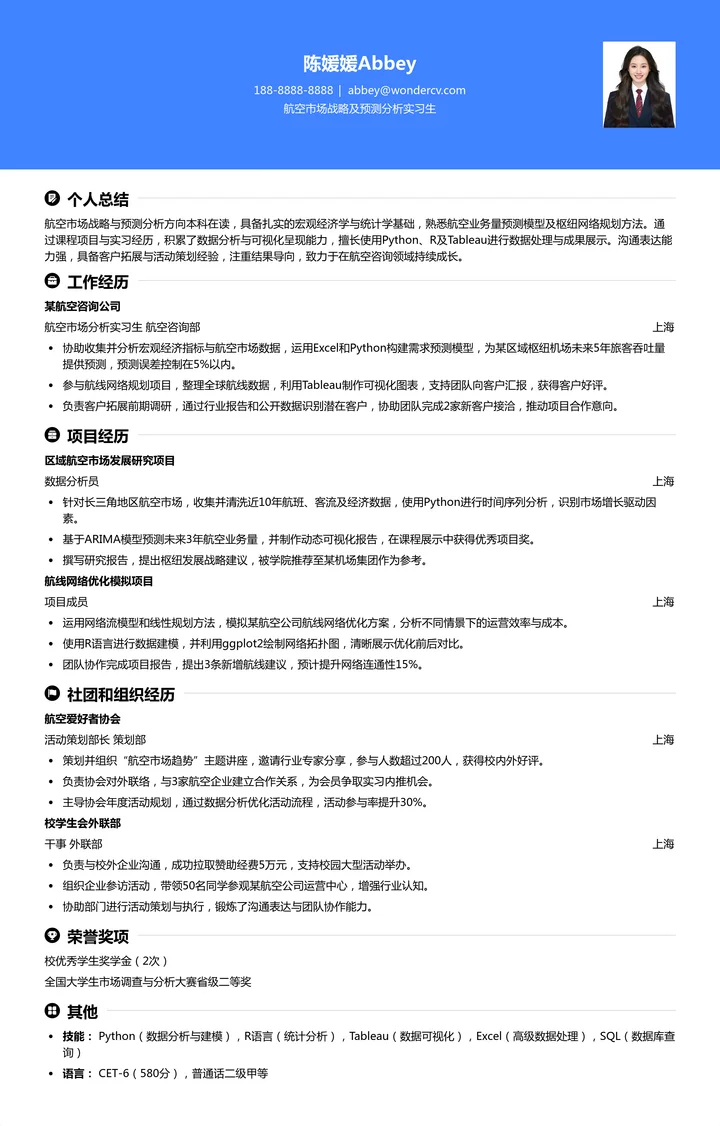 陈媛媛Abbey
188-8888-8888 | abbey@wondercv.com
航空市场战略及预测分析实习生
个人总结
航空市场战略与预测分析方向本科在读，具备扎实的宏观经济学与统计学基础，熟悉航空业务量预测模型及枢纽网络规划方法。通
过课程项目与实习经历，积累了数据分析与可视化呈现能力，擅长使用Python、R及Tableau进行数据处理与成果展示。沟通表达能
力强，具备客户拓展与活动策划经验，注重结果导向，致力于在航空咨询领域持续成长。
工作经历
某航空咨询公司
航空市场分析实习生 航空咨询部 上海
• 协助收集并分析宏观经济指标与航空市场数据，运用Excel和Python构建需求预测模型，为某区域枢纽机场未来5年旅客吞吐量
提供预测，预测误差控制在5%以内。
• 参与航线网络规划项目，整理全球航线数据，利用Tableau制作可视化图表，支持团队向客户汇报，获得客户好评。
• 负责客户拓展前期调研，通过行业报告和公开数据识别潜在客户，协助团队完成2家新客户接洽，推动项目合作意向。
项目经历
区域航空市场发展研究项目
数据分析员 上海
• 针对长三角地区航空市场，收集并清洗近10年航班、客流及经济数据，使用Python进行时间序列分析，识别市场增长驱动因
素。
• 基于ARIMA模型预测未来3年航空业务量，并制作动态可视化报告，在课程展示中获得优秀项目奖。
• 撰写研究报告，提出枢纽发展战略建议，被学院推荐至某机场集团作为参考。
航线网络优化模拟项目
项目成员 上海
• 运用网络流模型和线性规划方法，模拟某航空公司航线网络优化方案，分析不同情景下的运营效率与成本。
• 使用R语言进行数据建模，并利用ggplot2绘制网络拓扑图，清晰展示优化前后对比。
• 团队协作完成项目报告，提出3条新增航线建议，预计提升网络连通性15%。
社团和组织经历
航空爱好者协会
活动策划部长 策划部 上海
• 策划并组织“航空市场趋势”主题讲座，邀请行业专家分享，参与人数超过200人，获得校内外好评。
• 负责协会对外联络，与3家航空企业建立合作关系，为会员争取实习内推机会。
• 主导协会年度活动规划，通过数据分析优化活动流程，活动参与率提升30%。
校学生会外联部
干事 外联部 上海
• 负责与校外企业沟通，成功拉取赞助经费5万元，支持校园大型活动举办。
• 组织企业参访活动，带领50名同学参观某航空公司运营中心，增强行业认知。
• 协助部门进行活动策划与执行，锻炼了沟通表达与团队协作能力。
荣誉奖项
校优秀学生奖学金（2次）
全国大学生市场调查与分析大赛省级二等奖
其他
• 技能： Python（数据分析与建模），R语言（统计分析），Tableau（数据可视化），Excel（高级数据处理），SQL（数据库查
询）
• 语言： CET-6（580分），普通话二级甲等